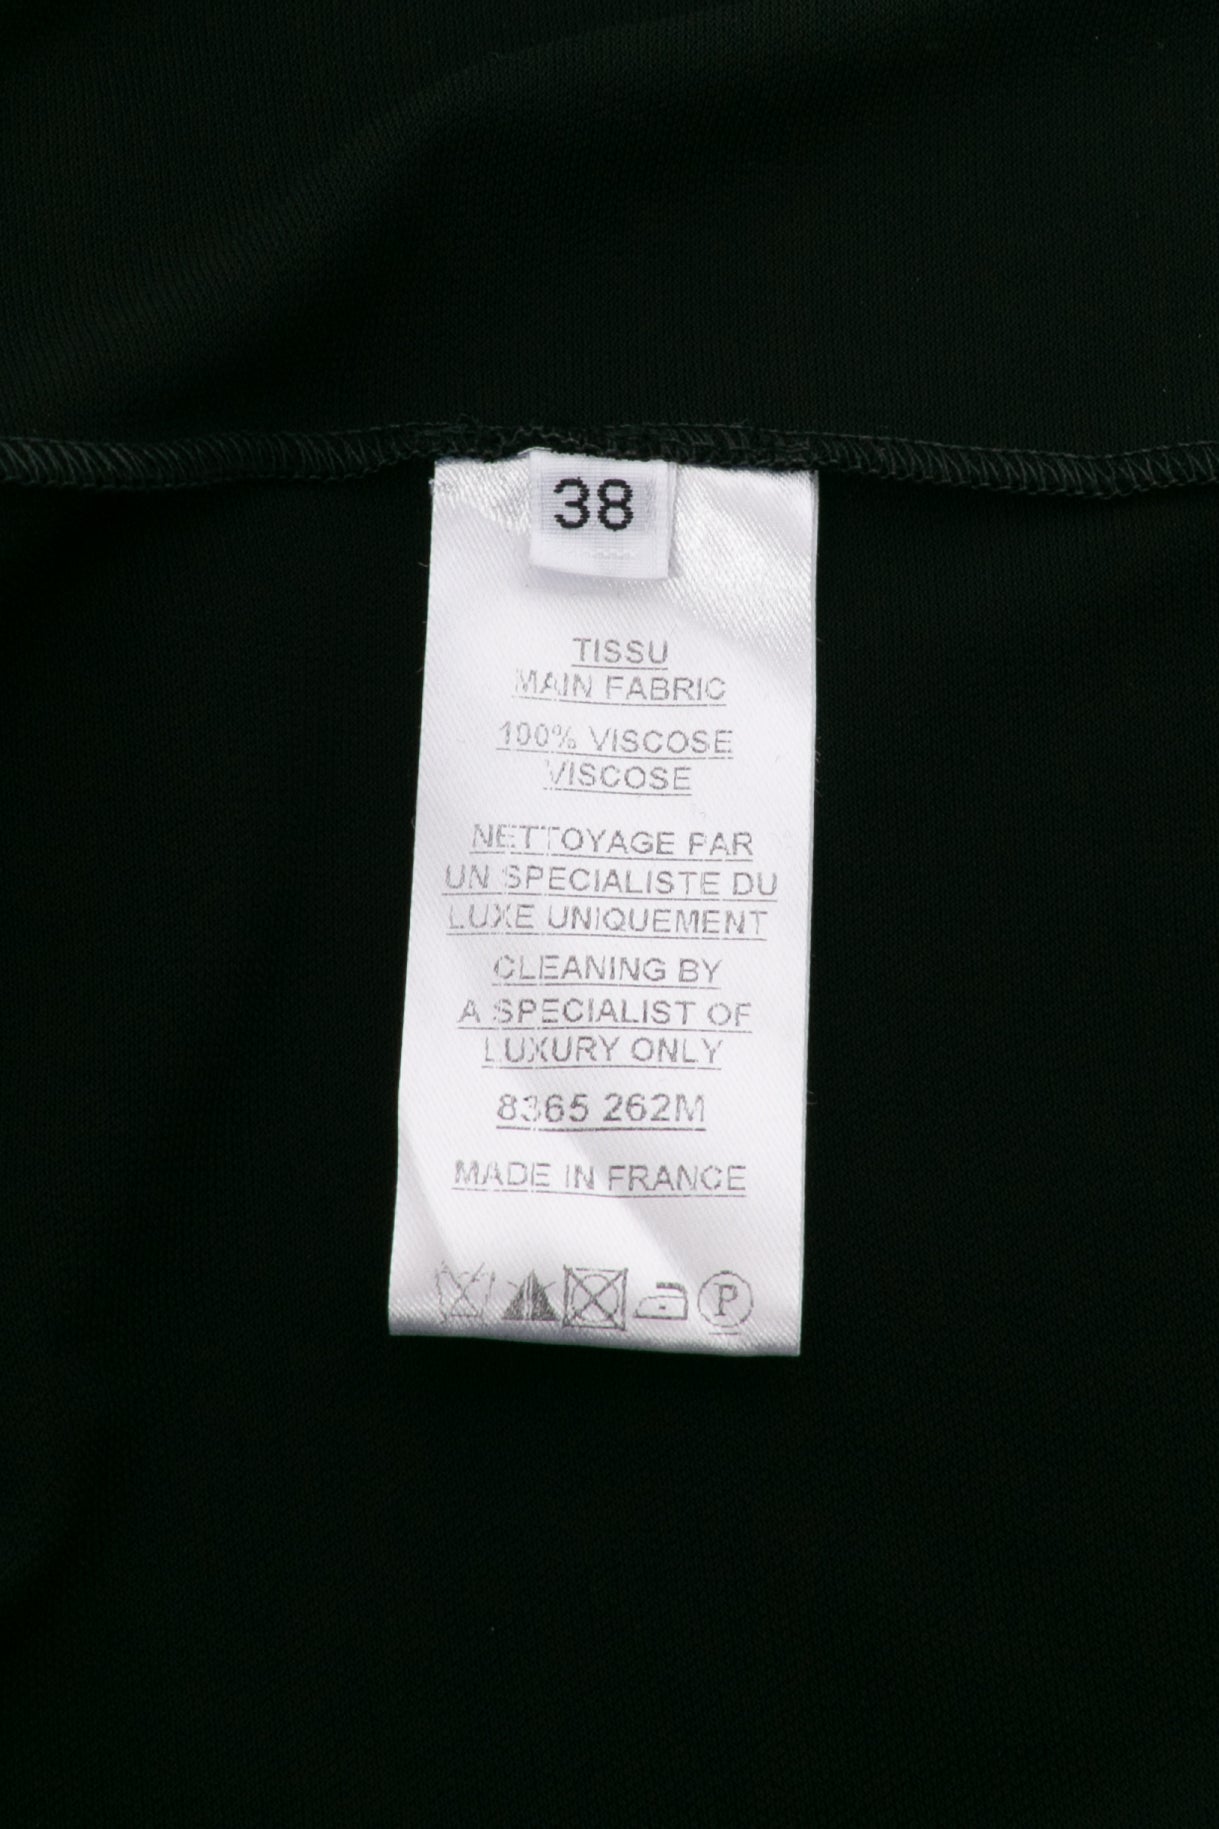 38
TISSU
MAIN FABRIC
100% VISCOSE
VISCOSE
NETTOYAGE PAR
UN SPECIALISTE DU
LUXE UNIQUEMENT
CLEANING BY
A SPECIALIST OF
LUXURY ONLY
8365 262M
MADE IN FRANCE
P